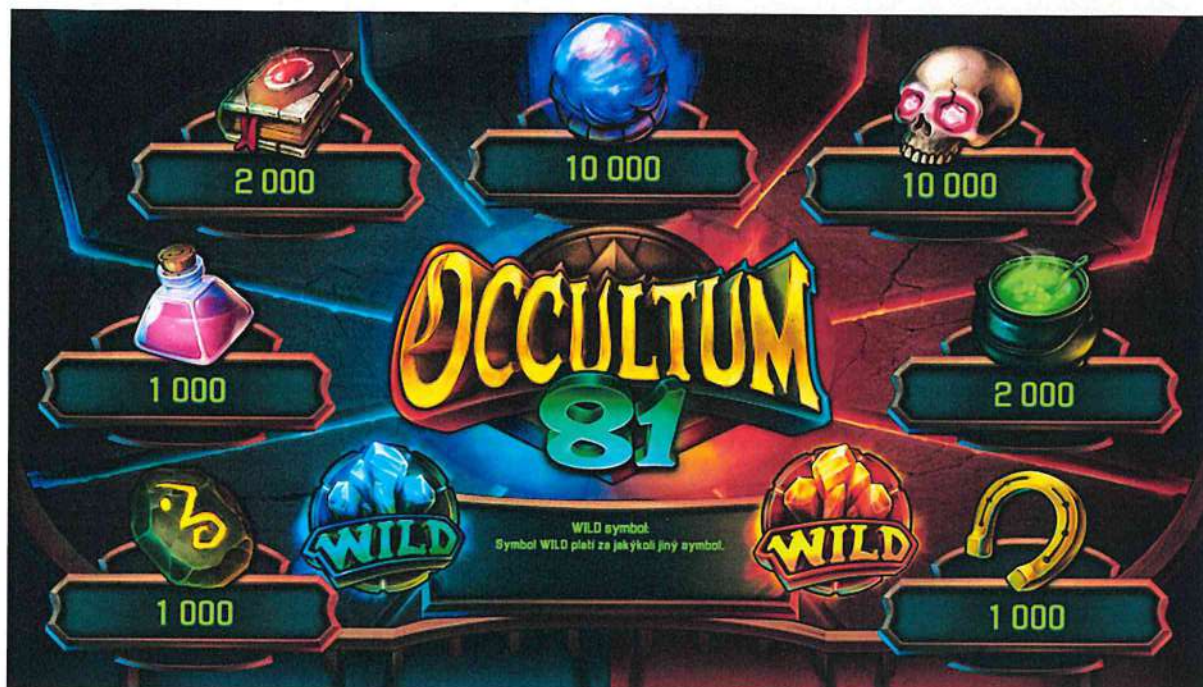 2 000
10 000
10 000
OCCULTUM
81
1 000
2 000
WILD
WILD symbol:
Symbol WILD platí za jakýkoli jiný symbol.
WILD
1 000
1 000